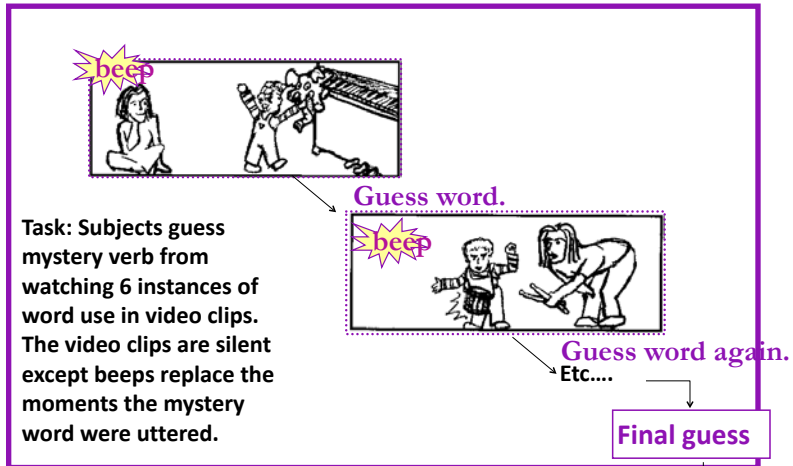 beep
Guess word.
beep
Task: Subjects guess
mystery verb from
watching 6 instances of
word use in video clips.
The video clips are silent
except beeps replace the
moments the mystery
word were uttered.
Guess word again.
Etc....
Final guess